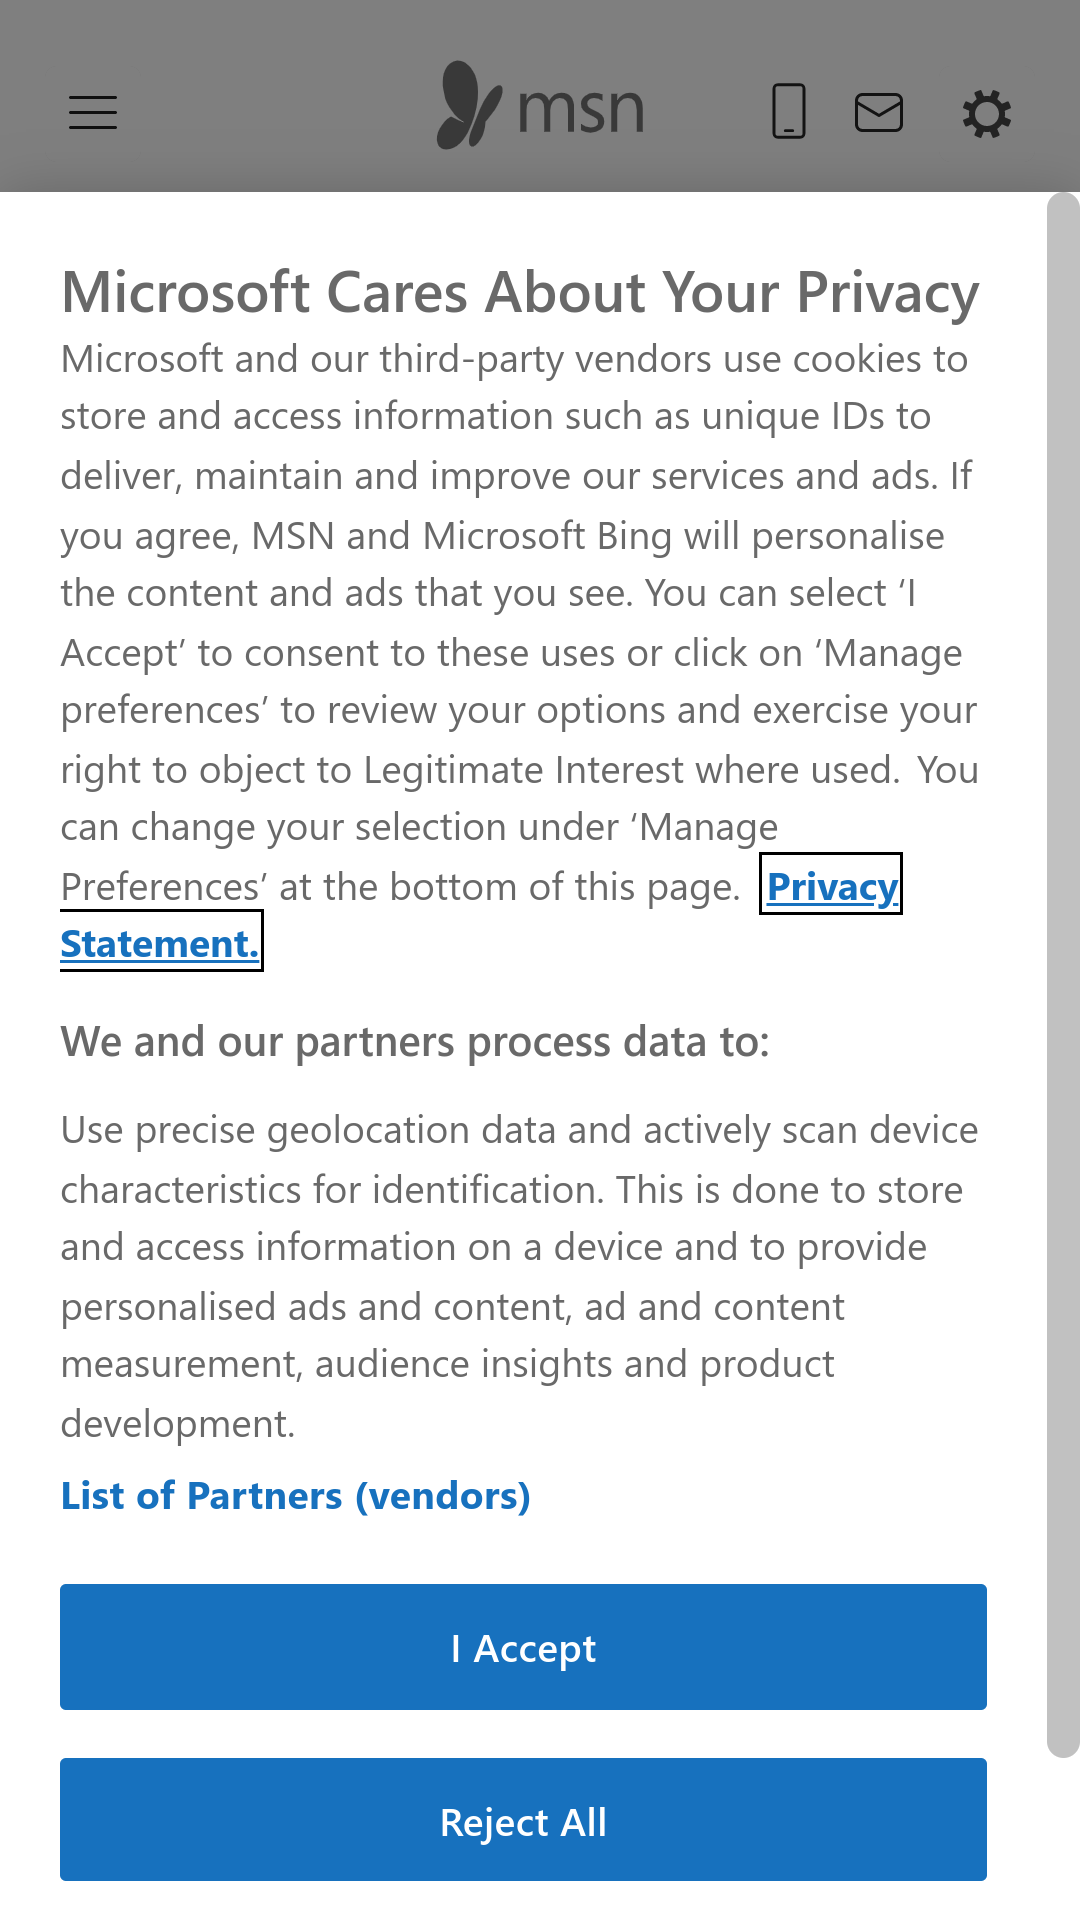 msn
Microsoft Cares About Your Privacy
Microsoft and our third-party vendors use cookies to
store and access information such as unique IDs to
deliver, maintain and improve our services and ads. If
you agree, MSN and Microsoft Bing will personalise
the content and ads that you see. You can select ‘I
Accept’ to consent to these uses or click on ‘Manage
preferences’ to review your options and exercise your
right to object to Legitimate Interest where used.  You
can change your selection under ‘Manage
Preferences’ at the bottom of this page.  Privacy
Statement.
We and our partners process data to:
Use precise geolocation data and actively scan device
characteristics for identification. This is done to store
and access information on a device and to provide
personalised ads and content, ad and content
measurement, audience insights and product
development.
List of Partners (vendors)
I Accept
Reject All